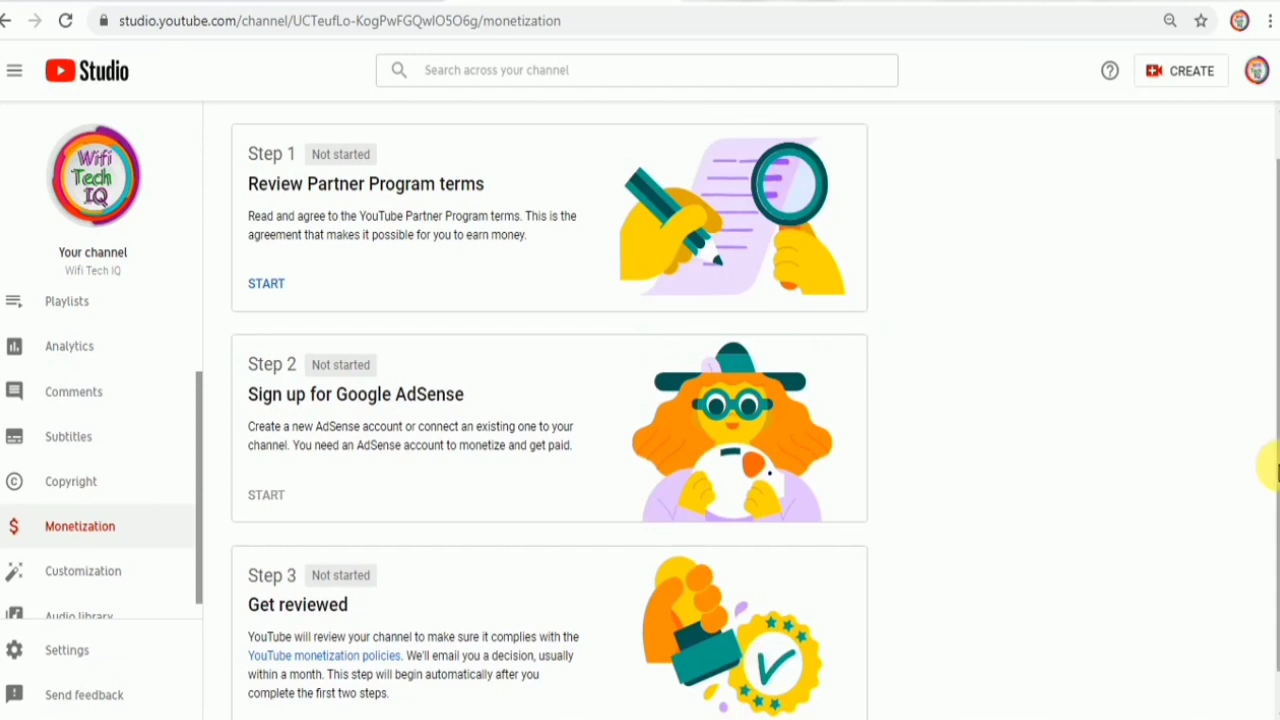 studio.youtube.com/channel/UCTeufLo-KogPwFGQwIO5O6g/monetization
Studio
Search across your channel
CREATE
Wifi
Tech
IQ
Your channel
Wifi Tech IQ
Playlists
Analytics
Comments
Subtitles
Copyright
Monetization
Customization
Audio library
Settings
Send feedback
Step 1 Not started
Review Partner Program terms
Read and agree to the YouTube Partner Program terms. This is the
agreement that makes it possible for you to earn money.
START
Step 2 Not started
Sign up for Google AdSense
Create a new AdSense account or connect an existing one to your
channel. You need an AdSense account to monetize and get paid.
START
Step 3 Not started
Get reviewed
YouTube will review your channel to make sure it complies with the
YouTube monetization policies. We'll email you a decision, usually
within a month. This step will begin automatically after you
complete the first two steps.